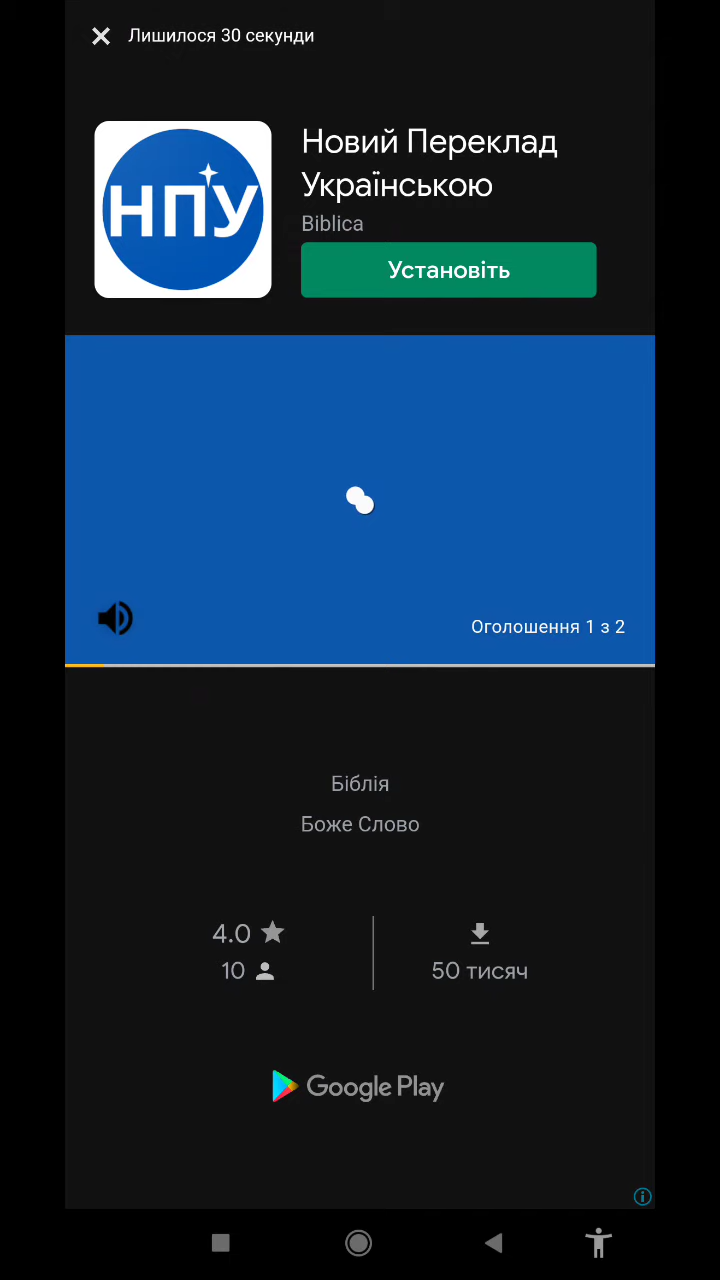 Лишилося 30 секунди
НПУ
Новий Переклад
Українською
Biblica
Установіть
Оголошення 1 з 2
Біблія
Боже Слово
4.0
10
50 тисяч
Google Play